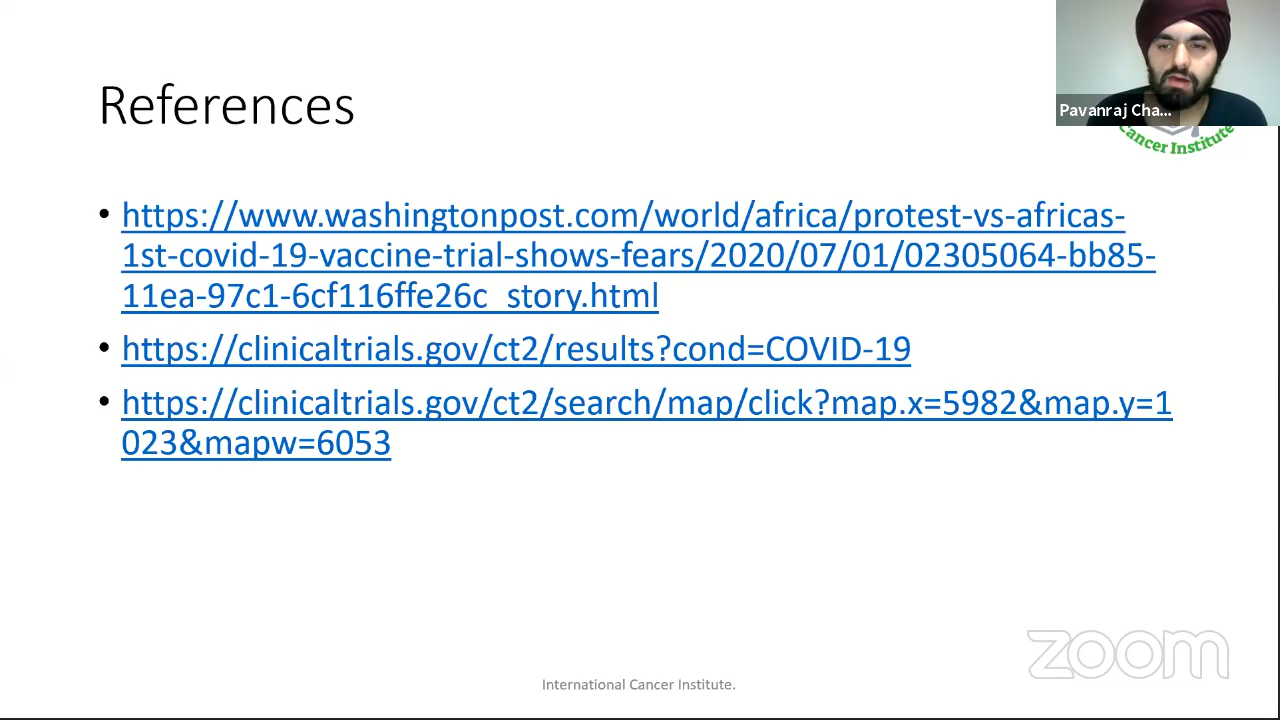 References
Pavanraj Cha...
Cancer Institute
• https://www.washingtonpost.com/world/africa/protest-vs-africas-
1st-covid-19-vaccine-trial-shows-fears/2020/07/01/02305064-bb85-
11ea-97c1-6cf116ffe26c_story.html
• https://clinicaltrials.gov/ct2/results?cond=COVID-19
• https://clinicaltrials.gov/ct2/search/map/click?map.x=5982&map.y=1
023&mapw=6053
zoom
International Cancer Institute.